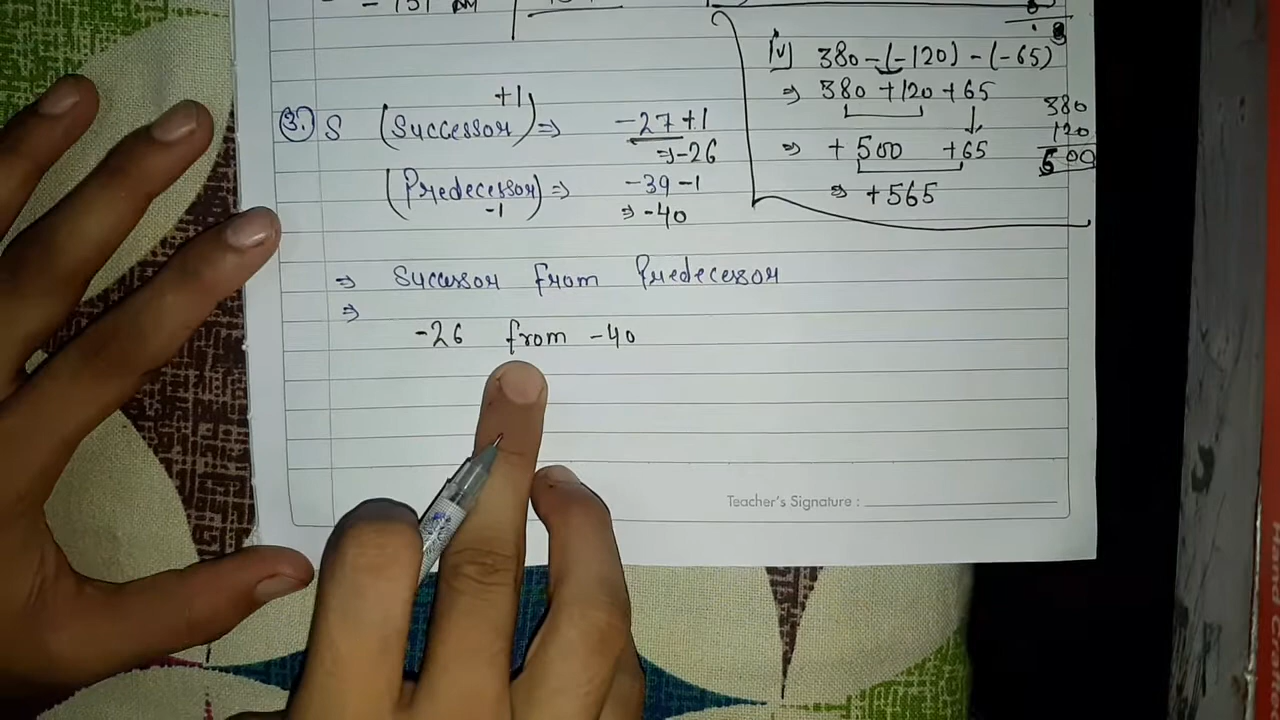 - 151
(3.) S (Successor +1) ⇒ -27+1
⇒ -26
(Predecessor -1) ⇒ -39-1
⇒ -40
⇒ Successor from Predecessor
⇒
-26 from -40
(v) 380-(-120)-(-65)
⇒ 380 +120 +65
⇒ +500 +65
⇒ +565
380
120
500
Teacher's Signature :